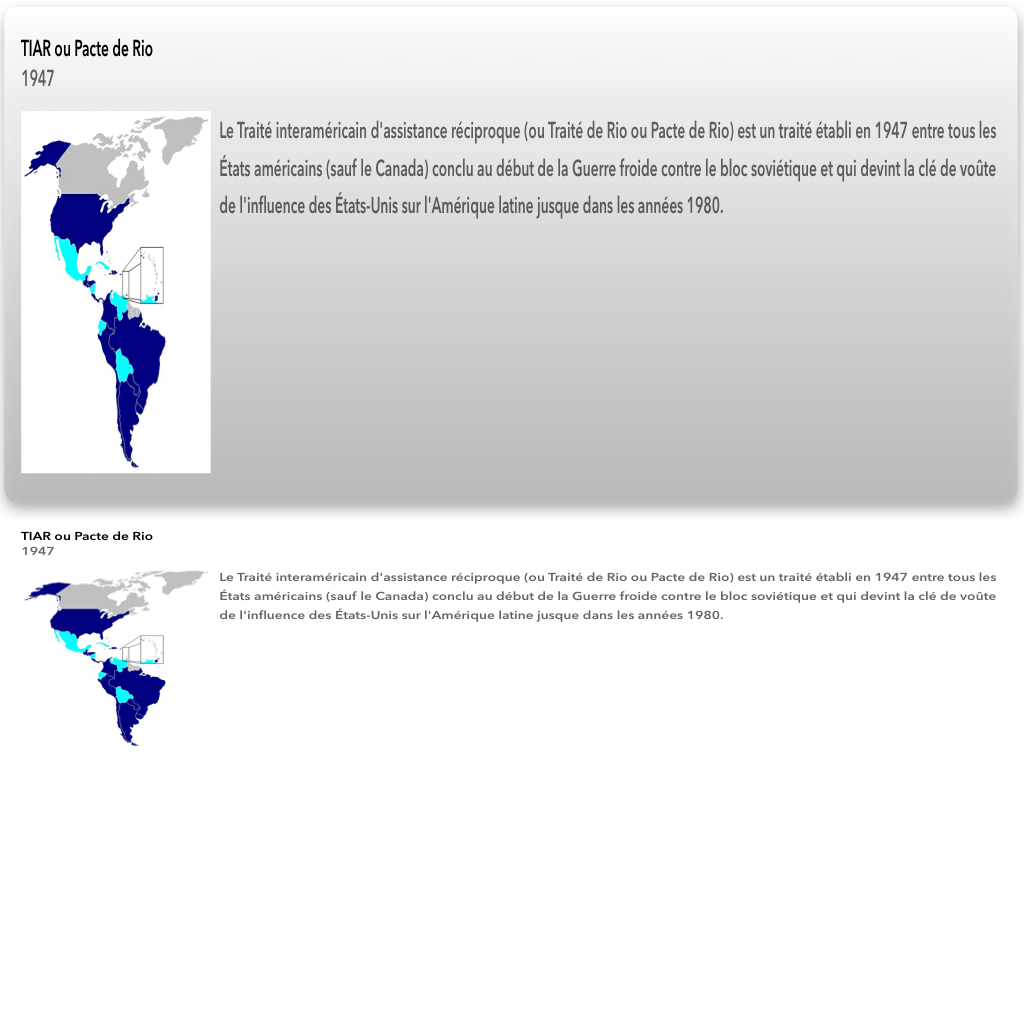 TIAR ou Pacte de Rio
1947
Le Traité interaméricain d'assistance réciproque (ou Traité de Rio ou Pacte de Rio) est un traité établi en 1947 entre tous les
États américains (sauf le Canada) conclu au début de la Guerre froide contre le bloc soviétique et qui devint la clé de voûte
de l'influence des États-Unis sur l'Amérique latine jusque dans les années 1980.
TIAR ou Pacte de Rio
1947
Le Traité interaméricain d'assistance réciproque (ou Traité de Rio ou Pacte de Rio) est un traité établi en 1947 entre tous les
États américains (sauf le Canada) conclu au début de la Guerre froide contre le bloc soviétique et qui devint la clé de voûte
de l'influence des États-Unis sur l'Amérique latine jusque dans les années 1980.